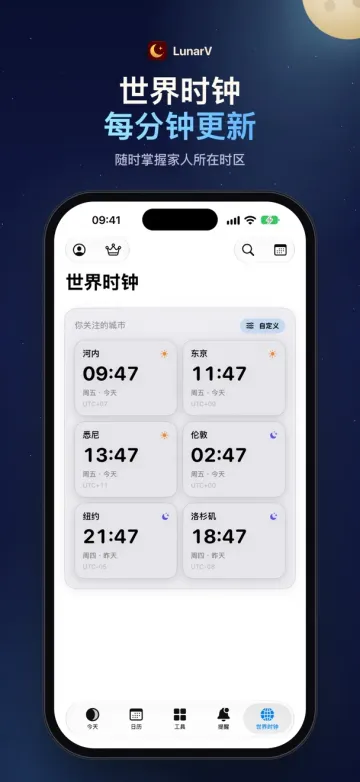 LunarV
世界时钟
每分钟更新
随时掌握家人所在时区
09:41
世界时钟
你关注的城市
自定义
河内
09:47
周五 · 今天
UTC+07
东京
11:47
周五 · 今天
UTC+09
悉尼
13:47
周五 · 今天
UTC+11
伦敦
02:47
周五 · 今天
UTC+00
纽约
21:47
周四 · 昨天
UTC-05
洛杉矶
18:47
周四 · 昨天
UTC-08
今天
日历
工具
提醒
世界时钟